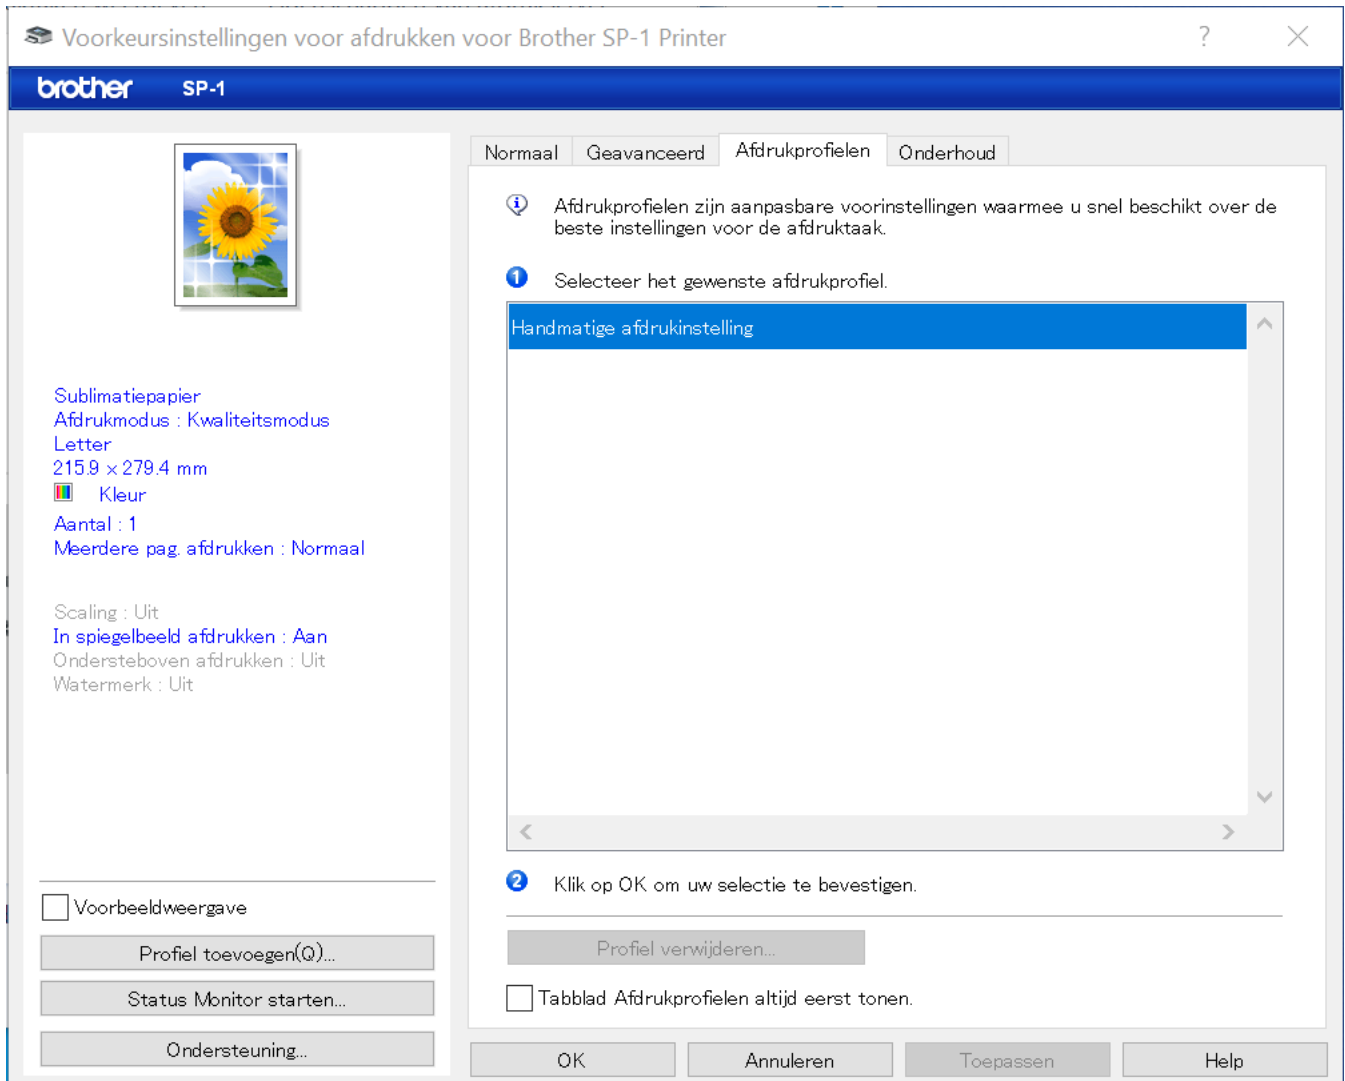 Voorkeursinstellingen voor afdrukken voor Brother SP-1 Printer
brother SP-1
Sublimatiepapier
Afdrukmodus : Kwaliteitsmodus
Letter
215.9 x 279.4 mm
Kleur
Aantal : 1
Meerdere pag. afdrukken : Normaal
Scaling : Uit
In spiegelbeeld afdrukken : Aan
Ondersteboven afdrukken : Uit
Watermerk : Uit
Voorbeeldweergave
Profiel toevoegen(Q)...
Status Monitor starten...
Ondersteuning...
Normaal Geavanceerd Afdrukprofielen Onderhoud
Afdrukprofielen zijn aanpasbare voorinstellingen waarmee u snel beschikt over de
beste instellingen voor de afdruktaak.
1 Selecteer het gewenste afdrukprofiel.
Handmatige afdrukinstelling
2 Klik op OK om uw selectie te bevestigen.
Profiel verwijderen...
Tabblad Afdrukprofielen altijd eerst tonen.
OK Annuleren Toepassen Help